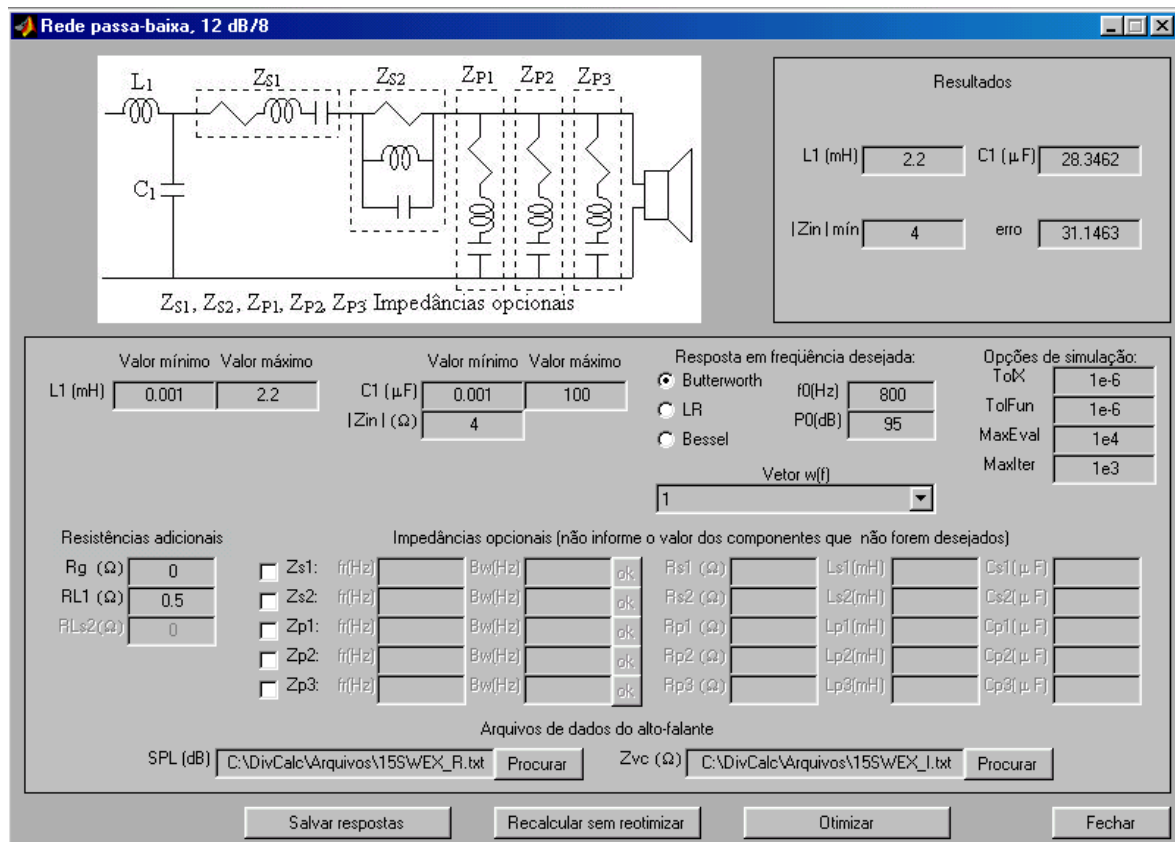 Rede passa-baixa, 12 dB/8
L1 ZS1 ZS2 ZP1 ZP2 ZP3
C1
ZS1, ZS2, ZP1, ZP2, ZP3: Impedâncias opcionais
Resultados
L1 (mH) 2.2 C1 (μ F) 28.3462
|Zin | mín 4 erro 31.1463
Valor mínimo Valor máximo
L1 (mH) 0.001 2.2
Valor mínimo Valor máximo
C1 (μ F) 0.001 100
|Zin| (Ω) 4
Resposta em freqüência desejada:
Butterworth
LR
Bessel
f0(Hz) 800
P0(dB) 95
Vetor w(f)
1
Opções de simulação:
TolX 1e-6
TolFun 1e-6
MaxEval 1e4
MaxIter 1e3
Resistências adicionais
Rg (Ω) 0
RL1 (Ω) 0.5
RLs2(Ω) 0
Impedâncias opcionais (não informe o valor dos componentes que não forem desejados)
Zs1: fr(Hz) Bw(Hz) ok Rs1 (Ω) Ls1(mH) Cs1(μ F)
Zs2: fr(Hz) Bw(Hz) ok Rs2 (Ω) Ls2(mH) Cs2(μ F)
Zp1: fr(Hz) Bw(Hz) ok Rp1 (Ω) Lp1(mH) Cp1(μ F)
Zp2: fr(Hz) Bw(Hz) ok Rp2 (Ω) Lp2(mH) Cp2(μ F)
Zp3: fr(Hz) Bw(Hz) ok Rp3 (Ω) Lp3(mH) Cp3(μ F)
Arquivos de dados do alto-falante
SPL (dB) C:\DivCalc\Arquivos\15SWEX_R.txt Procurar Zvc (Ω) C:\DivCalc\Arquivos\15SWEX_I.txt Procurar
Salvar respostas Recalcular sem reotimizar Otimizar Fechar